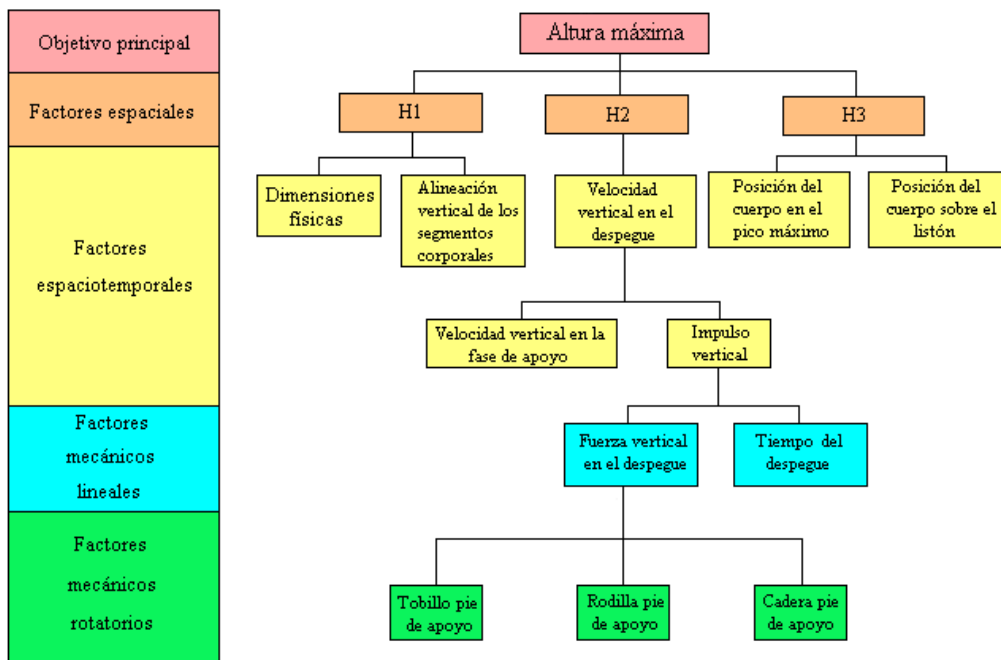 Objetivo principal
Factores espaciales
Factores
espaciotemporales
Factores
mecánicos
lineales
Factores
mecánicos
rotatorios
Altura máxima
H1
H2
H3
Dimensiones
físicas
Alineación
vertical de los
segmentos
corporales
Velocidad
vertical en el
despegue
Posición del
cuerpo en el
pico máximo
Posición del
cuerpo sobre el
listón
Velocidad vertical en la
fase de apoyo
Impulso
vertical
Fuerza vertical
en el despegue
Tiempo del
despegue
Tobillo pie
de apoyo
Rodilla pie
de apoyo
Cadera pie
de apoyo